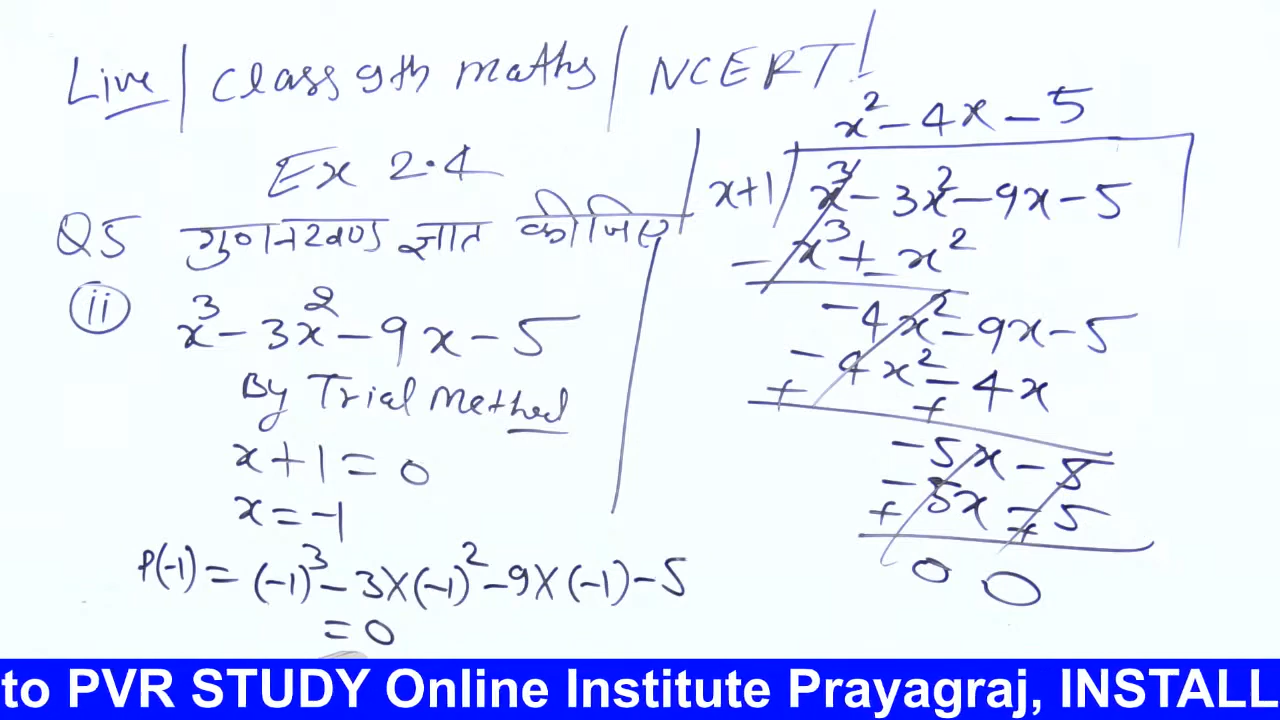 Live / Class 9th maths / NCERT !
Ex 2.4
Q5 गुणनखण्ड ज्ञात कीजिए
(ii) x³ - 3x² - 9x - 5
By Trial Method
x + 1 = 0
x = -1
P(-1) = (-1)³ - 3 × (-1)² - 9 × (-1) - 5
= 0
x² - 4x - 5
x+1 ) x³ - 3x² - 9x - 5
- x³ + - x²
- 4x² - 9x - 5
- 4x² - 4x
+ +
- 5x - 5
- 5x - 5
+ +
0 0
to PVR STUDY Online Institute Prayagraj, INSTALL